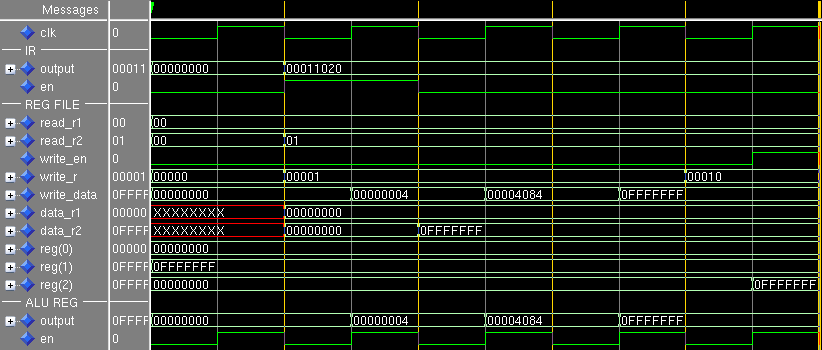 Messages
clk 0
IR
output 00011 00000000 00011020
en 0
REG FILE
read_r1 00 00
read_r2 01 00 01
write_en 0
write_r 00001 00000 00001 00010
write_data 0FFFF 00000000 00000004 00004084 0FFFFFFF
data_r1 00000 XXXXXXXX 00000000
data_r2 0FFFF XXXXXXXX 00000000 0FFFFFFF
reg(0) 00000 00000000
reg(1) 0FFFF 0FFFFFFF
reg(2) 0FFFF 00000000 0FFFFFFF
ALU REG
output 0FFFF 00000000 00000004 00004084 0FFFFFFF
en 0